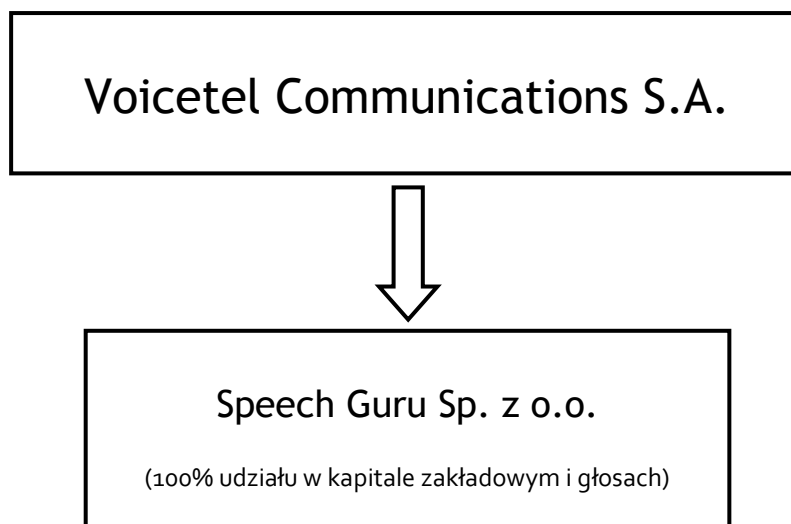 Voicetel Communications S.A.
Speech Guru Sp. z o.o.
(100% udziału w kapitale zakładowym i głosach)